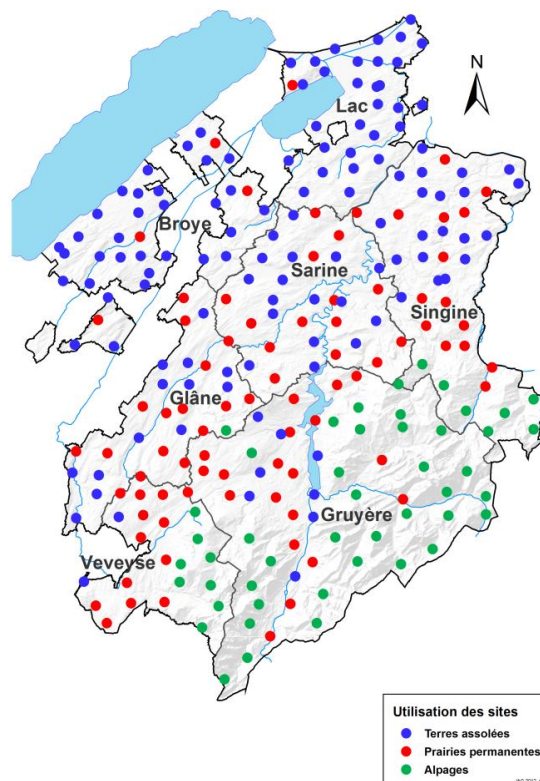 N
Lac
Broye
Sarine
Singine
Glâne
Gruyère
Veveyse
Utilisation des sites
Terres assolées
Prairies permanentes
Alpages